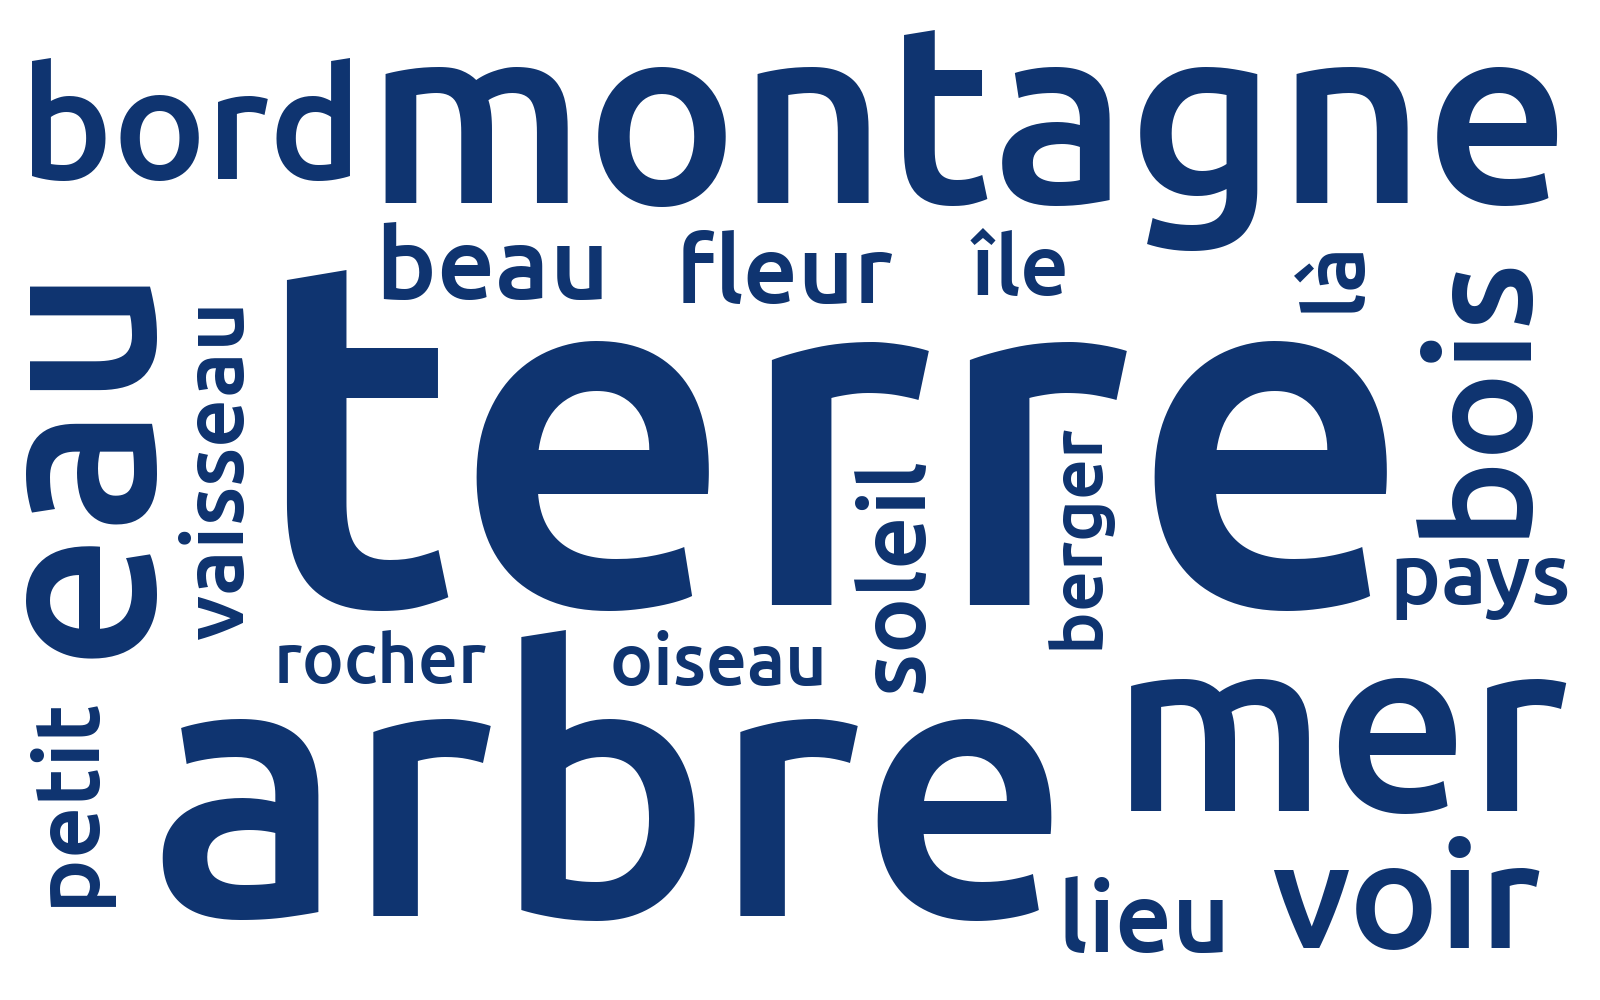 bord montagne
beau fleur île là
eau vaisseau terre bois
soleil berger
pays
rocher oiseau
petit arbre mer
lieu voir